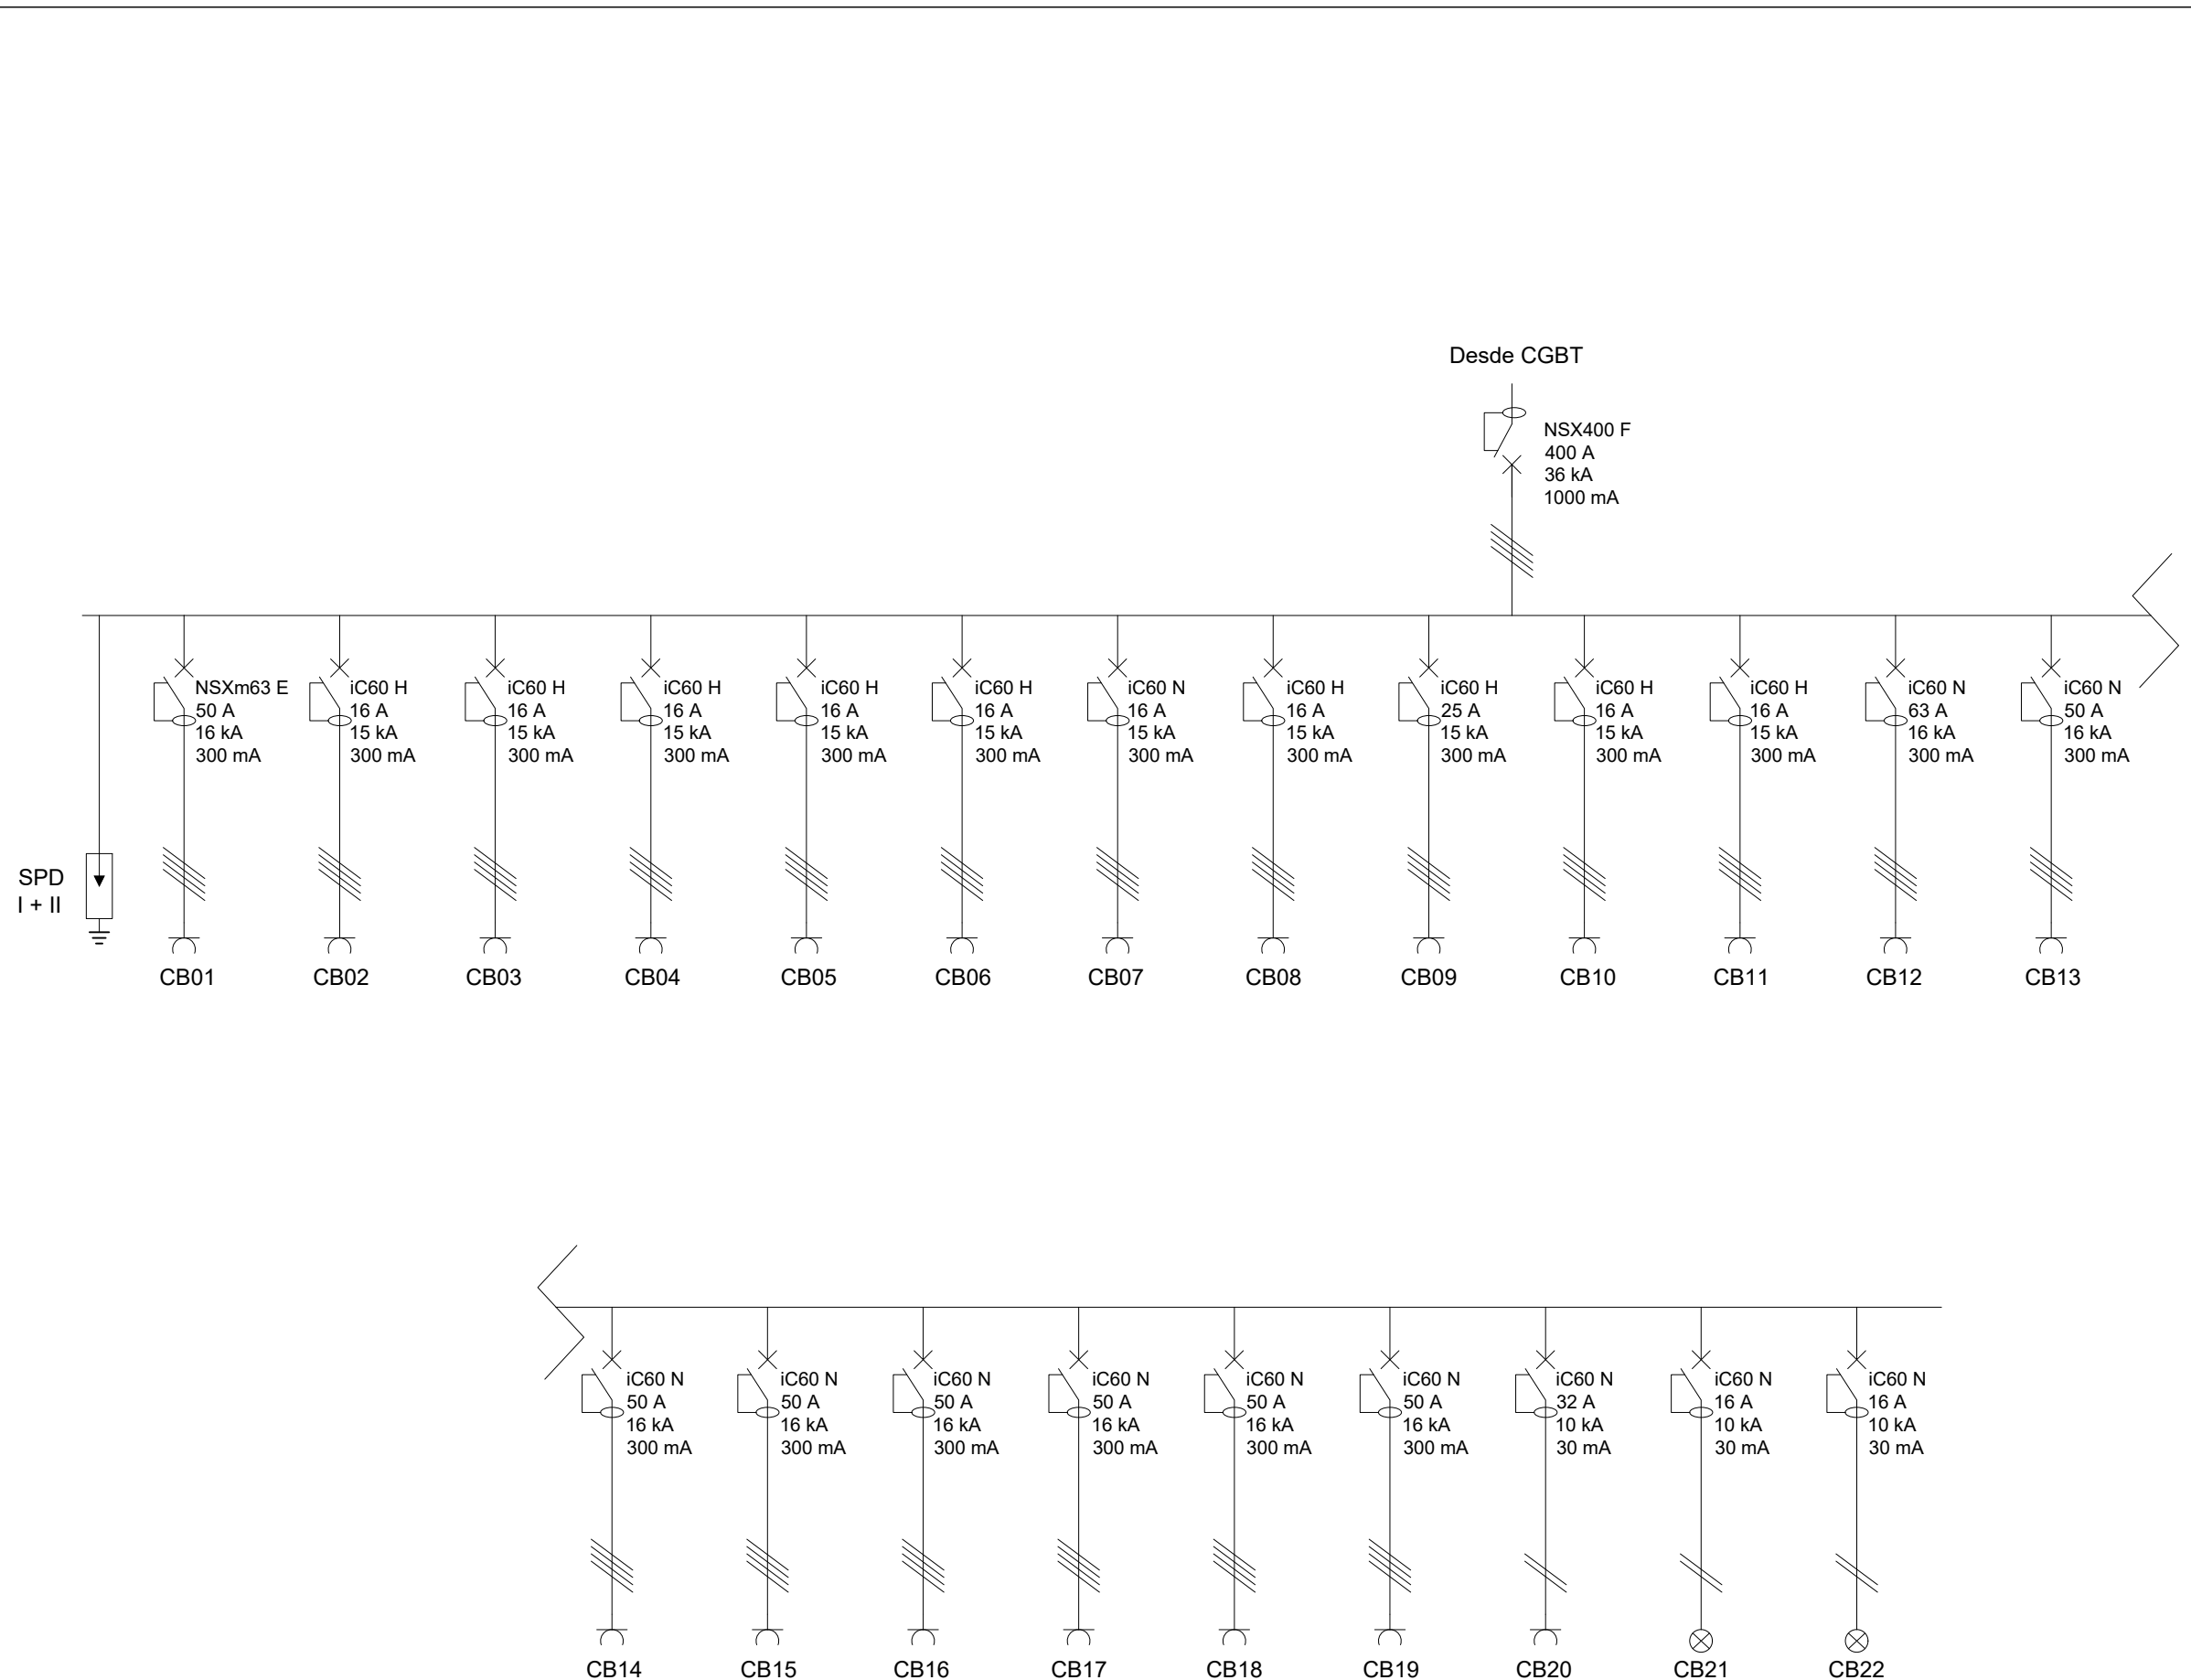 Desde CGBT
NSX400 F
400 A
36 kA
1000 mA
NSXm63 E
50 A
16 kA
300 mA
iC60 H
16 A
15 kA
300 mA
iC60 H
16 A
15 kA
300 mA
iC60 H
16 A
15 kA
300 mA
iC60 H
16 A
15 kA
300 mA
iC60 H
16 A
15 kA
300 mA
iC60 N
16 A
15 kA
300 mA
iC60 H
16 A
15 kA
300 mA
iC60 H
25 A
15 kA
300 mA
iC60 H
16 A
15 kA
300 mA
iC60 H
16 A
15 kA
300 mA
iC60 N
63 A
16 kA
300 mA
iC60 N
50 A
16 kA
300 mA
SPD
I + II
CB01
CB02
CB03
CB04
CB05
CB06
CB07
CB08
CB09
CB10
CB11
CB12
CB13
iC60 N
50 A
16 kA
300 mA
iC60 N
50 A
16 kA
300 mA
iC60 N
50 A
16 kA
300 mA
iC60 N
50 A
16 kA
300 mA
iC60 N
50 A
16 kA
300 mA
iC60 N
50 A
16 kA
300 mA
iC60 N
32 A
10 kA
30 mA
iC60 N
16 A
10 kA
30 mA
iC60 N
16 A
10 kA
30 mA
CB14
CB15
CB16
CB17
CB18
CB19
CB20
CB21
CB22